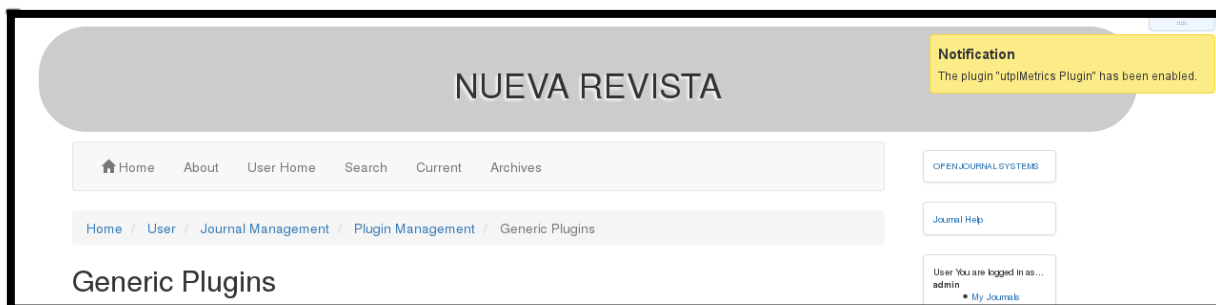 Notification
The plugin "utplMetrics Plugin" has been enabled.
NUEVA REVISTA
Home About User Home Search Current Archives
OPEN JOURNAL SYSTEMS
Home / User / Journal Management / Plugin Management / Generic Plugins
Journal Help
Generic Plugins
User You are logged in as...
admin
• My Journals